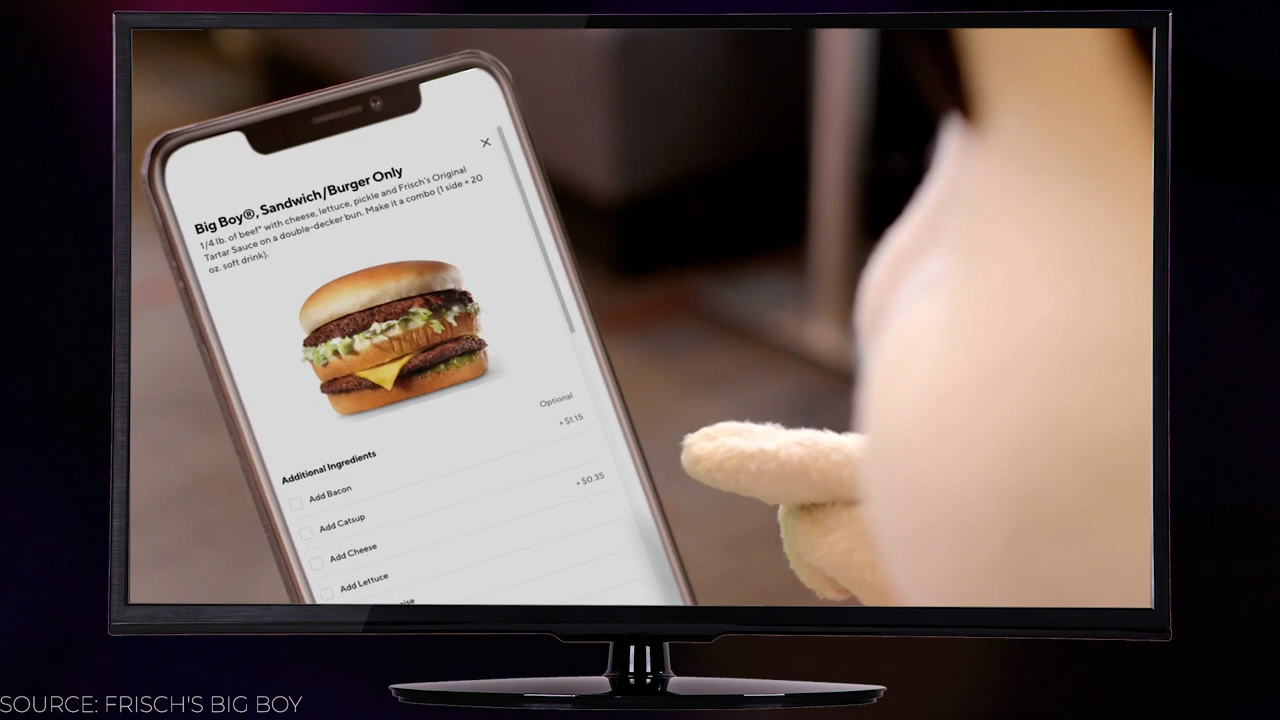 Big Boy®, Sandwich/Burger Only
1/4 lb. of beef* with cheese, lettuce, pickle and Frisch's Original
Tartar Sauce on a double-decker bun. Make it a combo (1 side + 20
oz. soft drink).
Optional
Additional Ingredients
+ $1.15
Add Bacon
Add Catsup
+ $0.35
Add Cheese
Add Lettuce
SOURCE: FRISCH'S BIG BOY